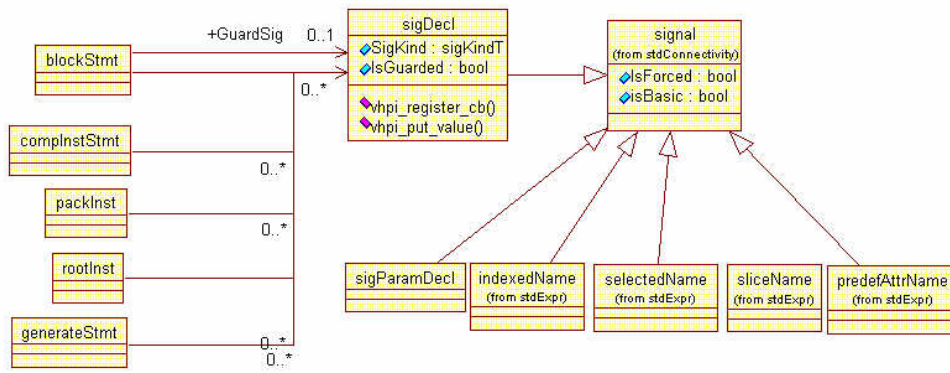 sigDecl
SigKind : sigKindT
IsGuarded : bool
vhpi_register_cb()
vhpi_put_value()
+GuardSig
0..1
0..*
blockStmt
signal
(from stdConnectivity)
IsForced : bool
isBasic : bool
compInstStmt
0..*
packInst
0..*
rootInst
generateStmt
0..*
0..*
sigParamDecl
indexedName
(from stdExpr)
selectedName
(from stdExpr)
sliceName
(from stdExpr)
predefAttrName
(from stdExpr)